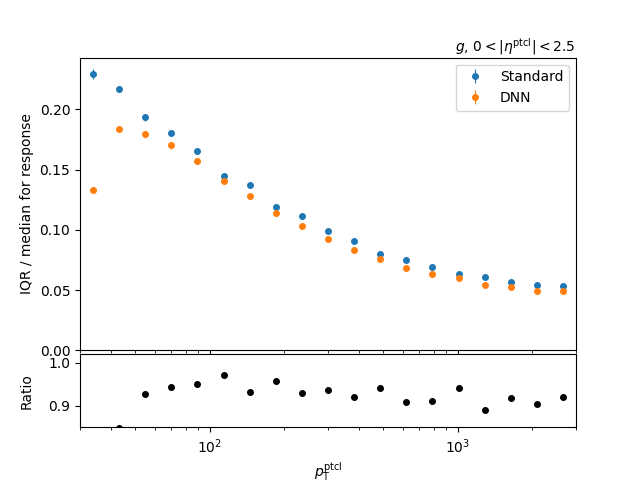 g, 0 < |η^ptcl| < 2.5
Standard
DNN
IQR / median for response
0.20
0.15
0.10
0.05
0.00
Ratio
1.0
0.9
10^2
10^3
p_T^ptcl